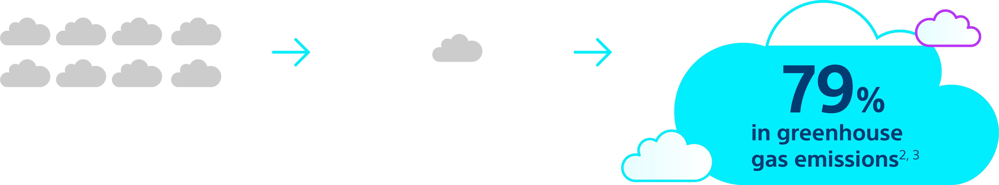 79%
in greenhouse
gas emissions2, 3